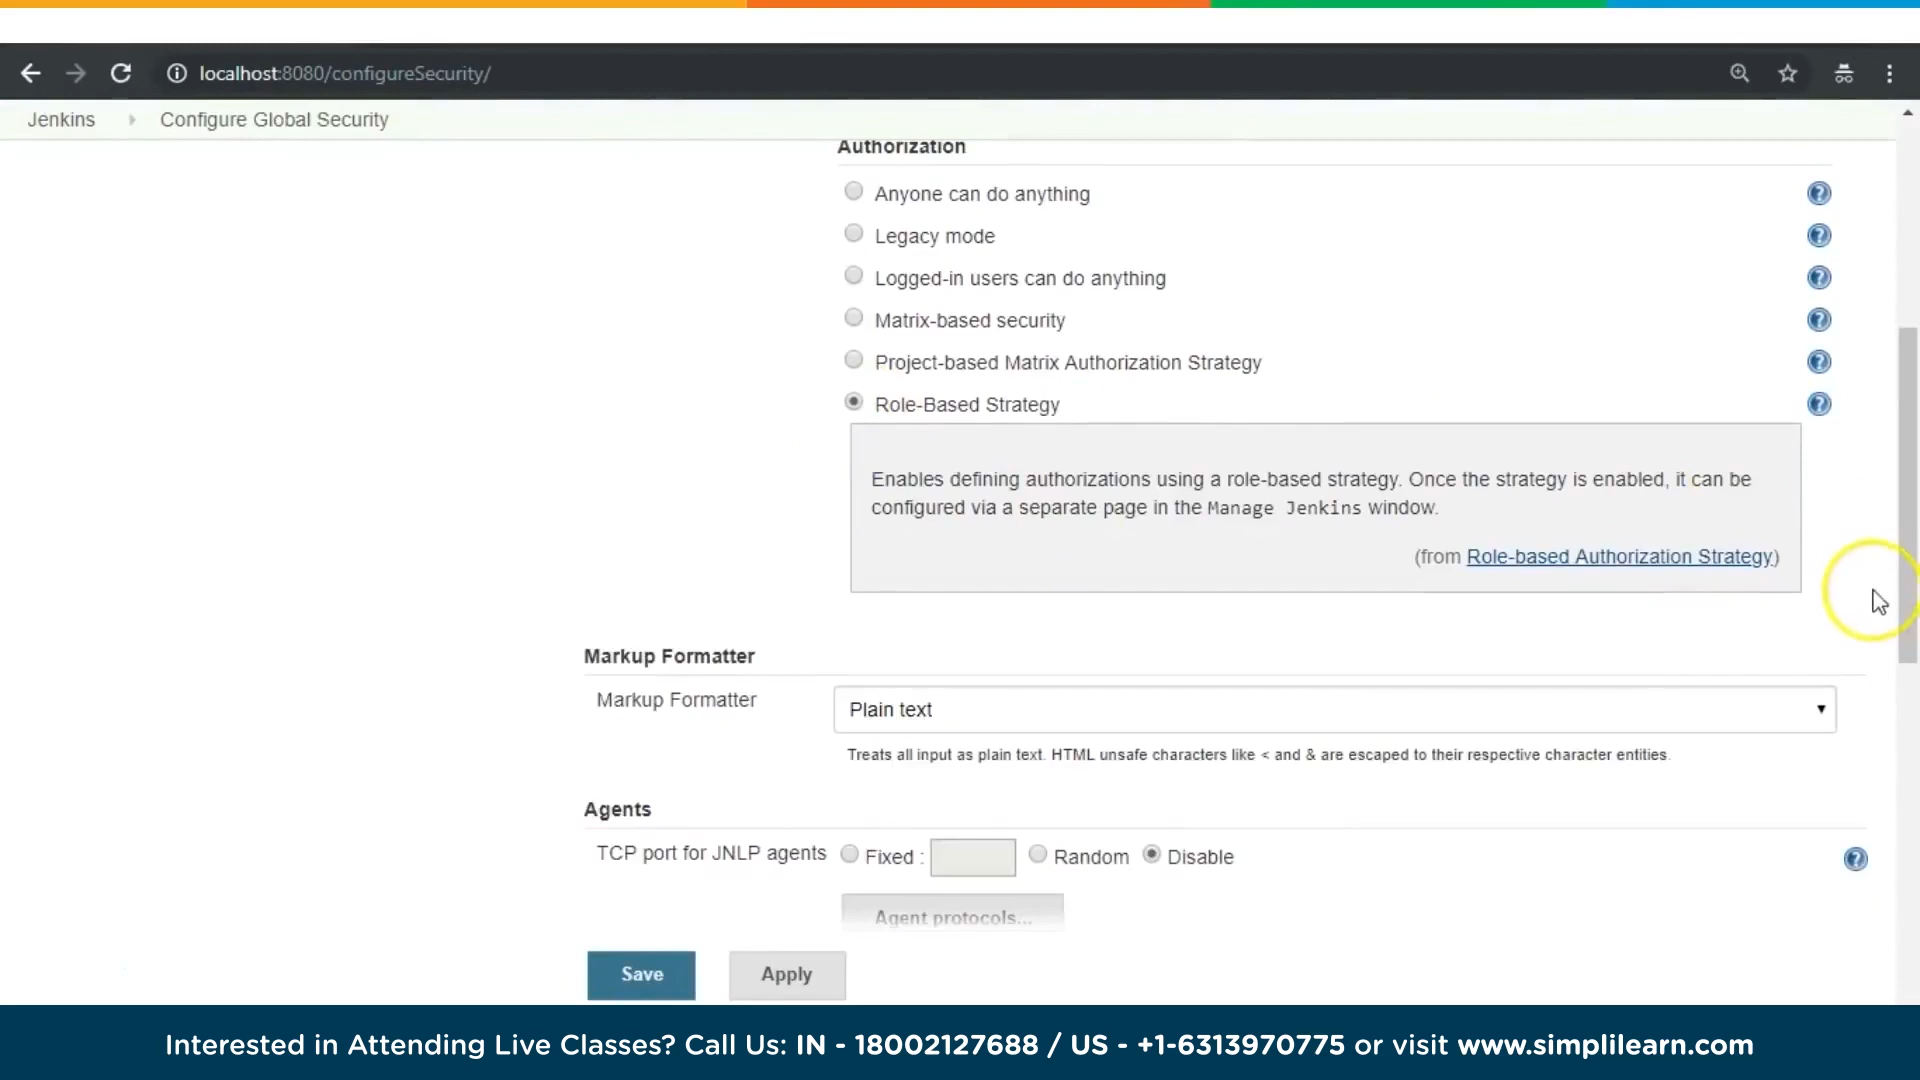 localhost:8080/configureSecurity/
Jenkins Configure Global Security
Authorization
Anyone can do anything
Legacy mode
Logged-in users can do anything
Matrix-based security
Project-based Matrix Authorization Strategy
Role-Based Strategy
Enables defining authorizations using a role-based strategy. Once the strategy is enabled, it can be
configured via a separate page in the Manage Jenkins window.
(from Role-based Authorization Strategy)
Markup Formatter
Markup Formatter Plain text
Treats all input as plain text. HTML unsafe characters like < and & are escaped to their respective character entities.
Agents
TCP port for JNLP agents Fixed : Random Disable
Agent protocols...
Save Apply
Interested in Attending Live Classes? Call Us: IN - 18002127688 / US - +1-6313970775 or visit www.simplilearn.com